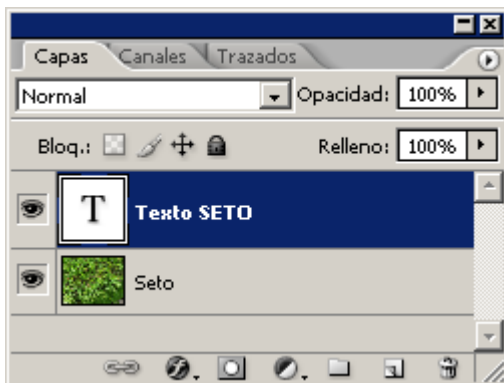 Capas Canales Trazados
Normal Opacidad: 100%
Bloq.: Relleno: 100%
T Texto SETO
Seto